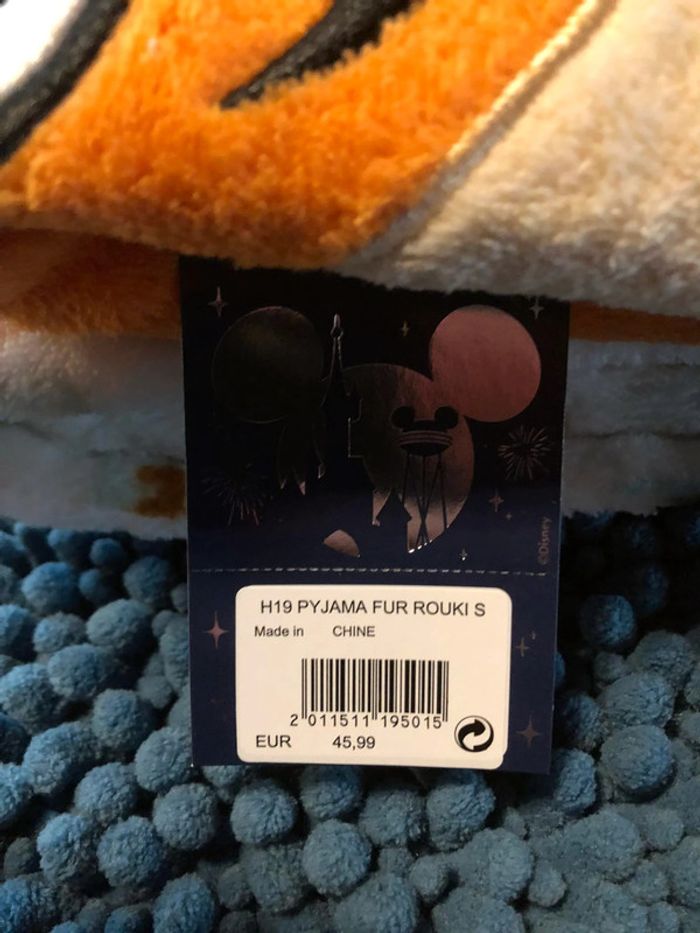 ©Disney
H19 PYJAMA FUR ROUKI S
Made in CHINE
2 011511 195015
EUR 45,99